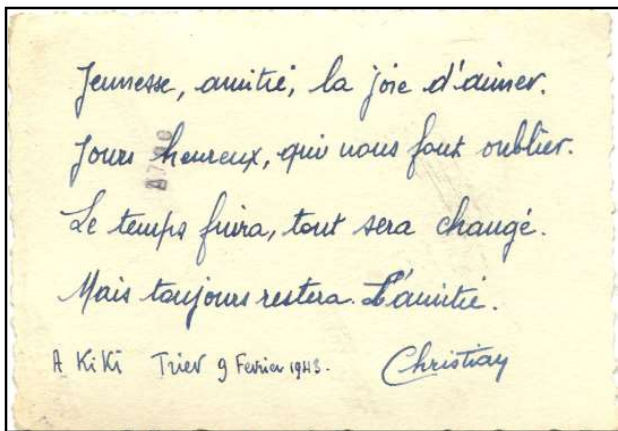 Jeunesse, amitié, la joie d'aimer.
Jours heureux, qui nous font oublier.
Le temps fuira, tout sera changé.
Mais toujours restera L'amitié.
A KiKi Trier 9 Fevrier 1943. Christian